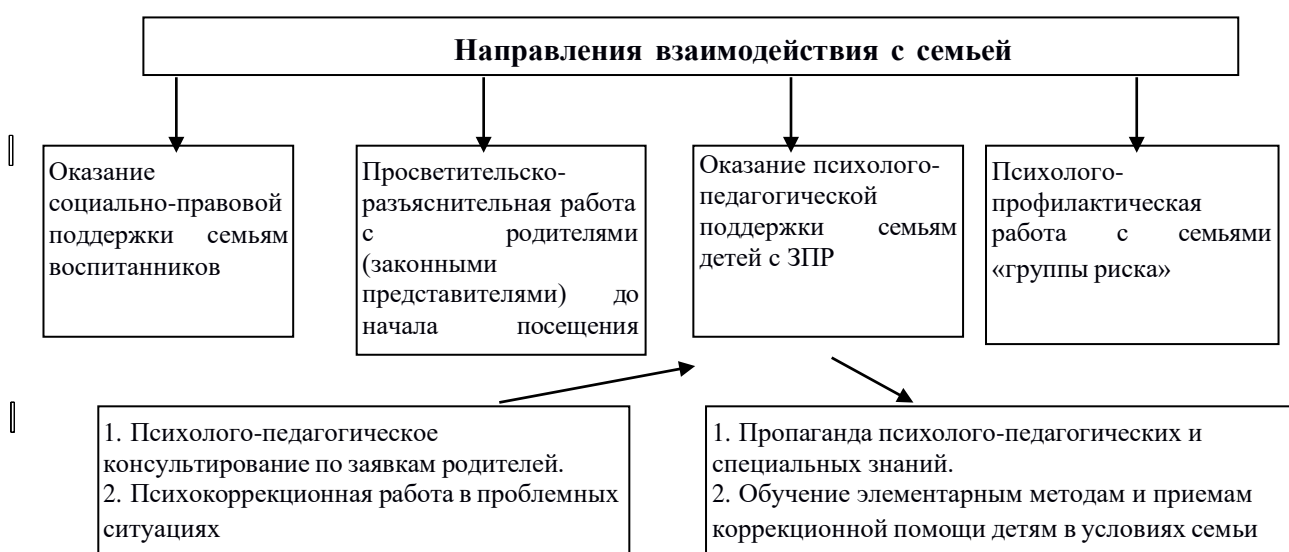 Направления взаимодействия с семьей
Оказание
социально-правовой
поддержки семьям
воспитанников
Просветительско-
разъяснительная работа
с родителями
(законными
представителями) до
начала посещения
Оказание психолого-
педагогической
поддержки семьям
детей с ЗПР
Психолого-
профилактическая
работа с семьями
«группы риска»
1. Психолого-педагогическое
консультирование по заявкам родителей.
2. Психокоррекционная работа в проблемных
ситуациях
1. Пропаганда психолого-педагогических и
специальных знаний.
2. Обучение элементарным методам и приемам
коррекционной помощи детям в условиях семьи